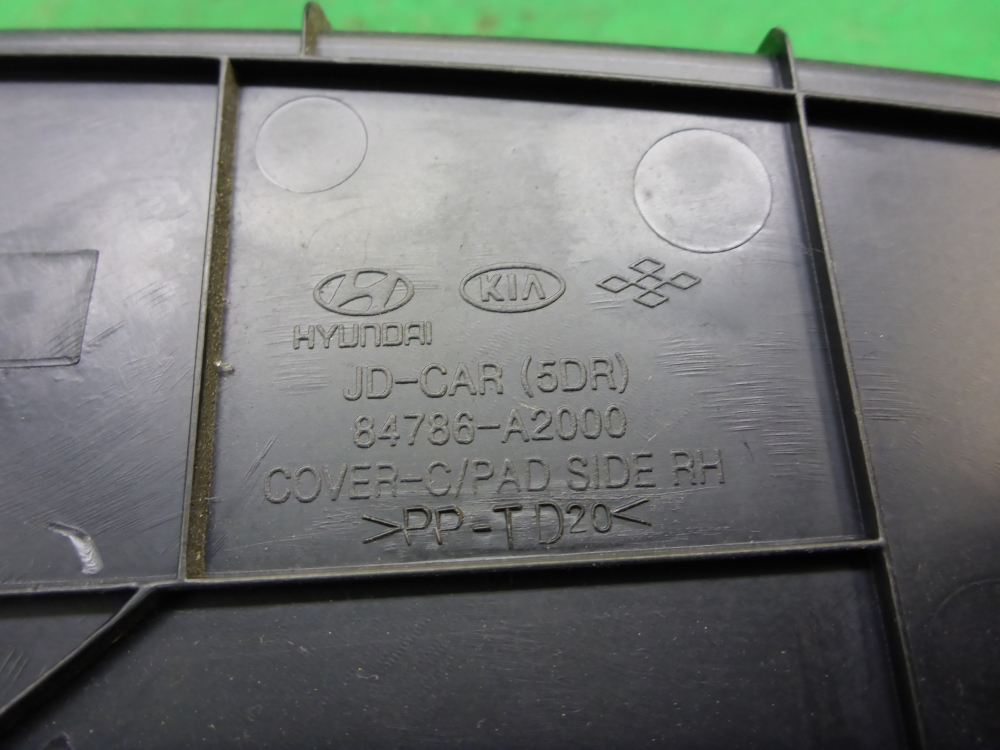 KIA
HYUNDAI
JD-CAR (5DR)
84786-A2000
COVER-C/PAD SIDE RH
>PP-TD20<